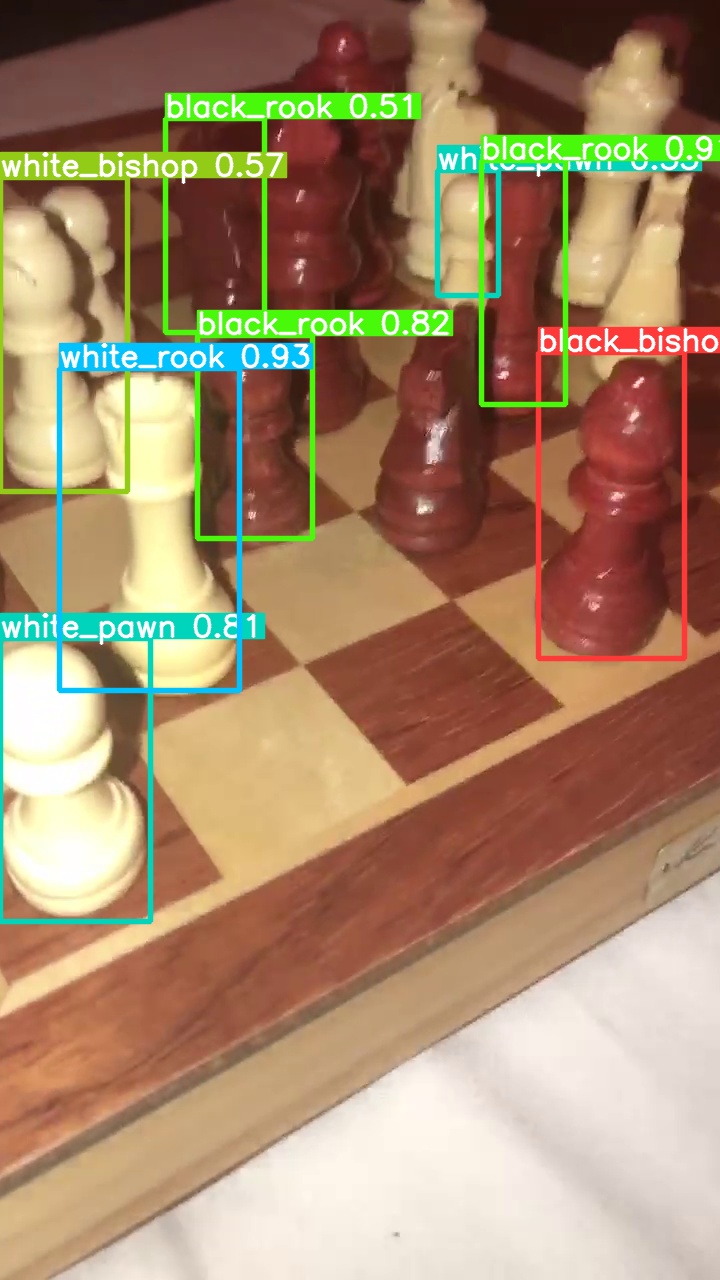 black_rook 0.51
black_rook 0.9
white_bishop 0.57
black_rook 0.82
black_bisho
white_rook 0.93
white_pawn 0.81